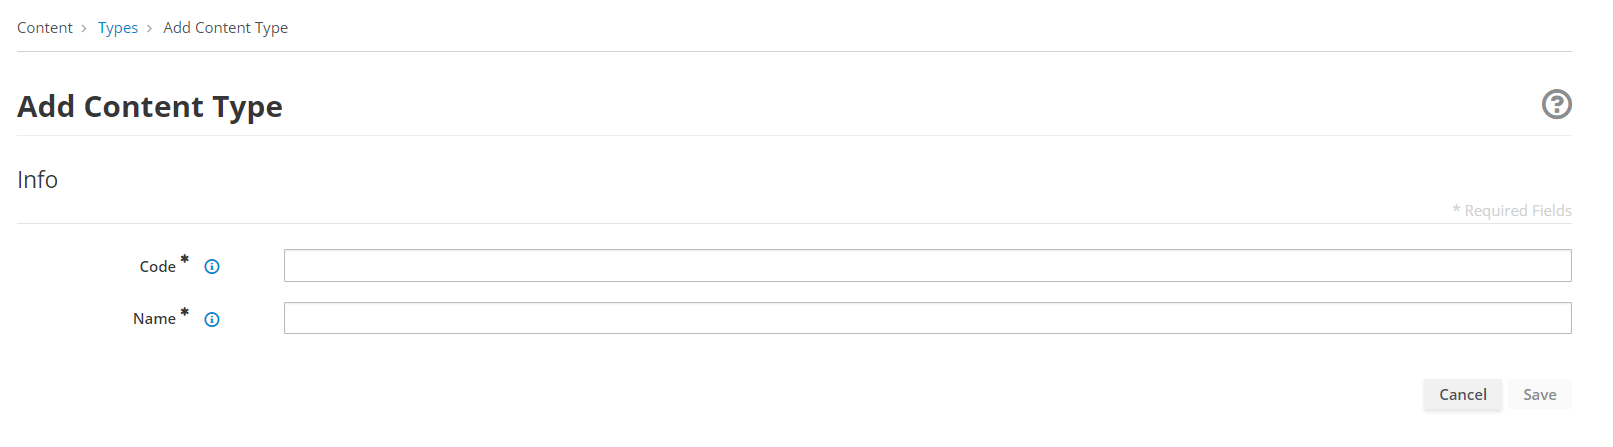 Content > Types > Add Content Type
Add Content Type
Info
* Required Fields
Code *
Name *
Cancel Save